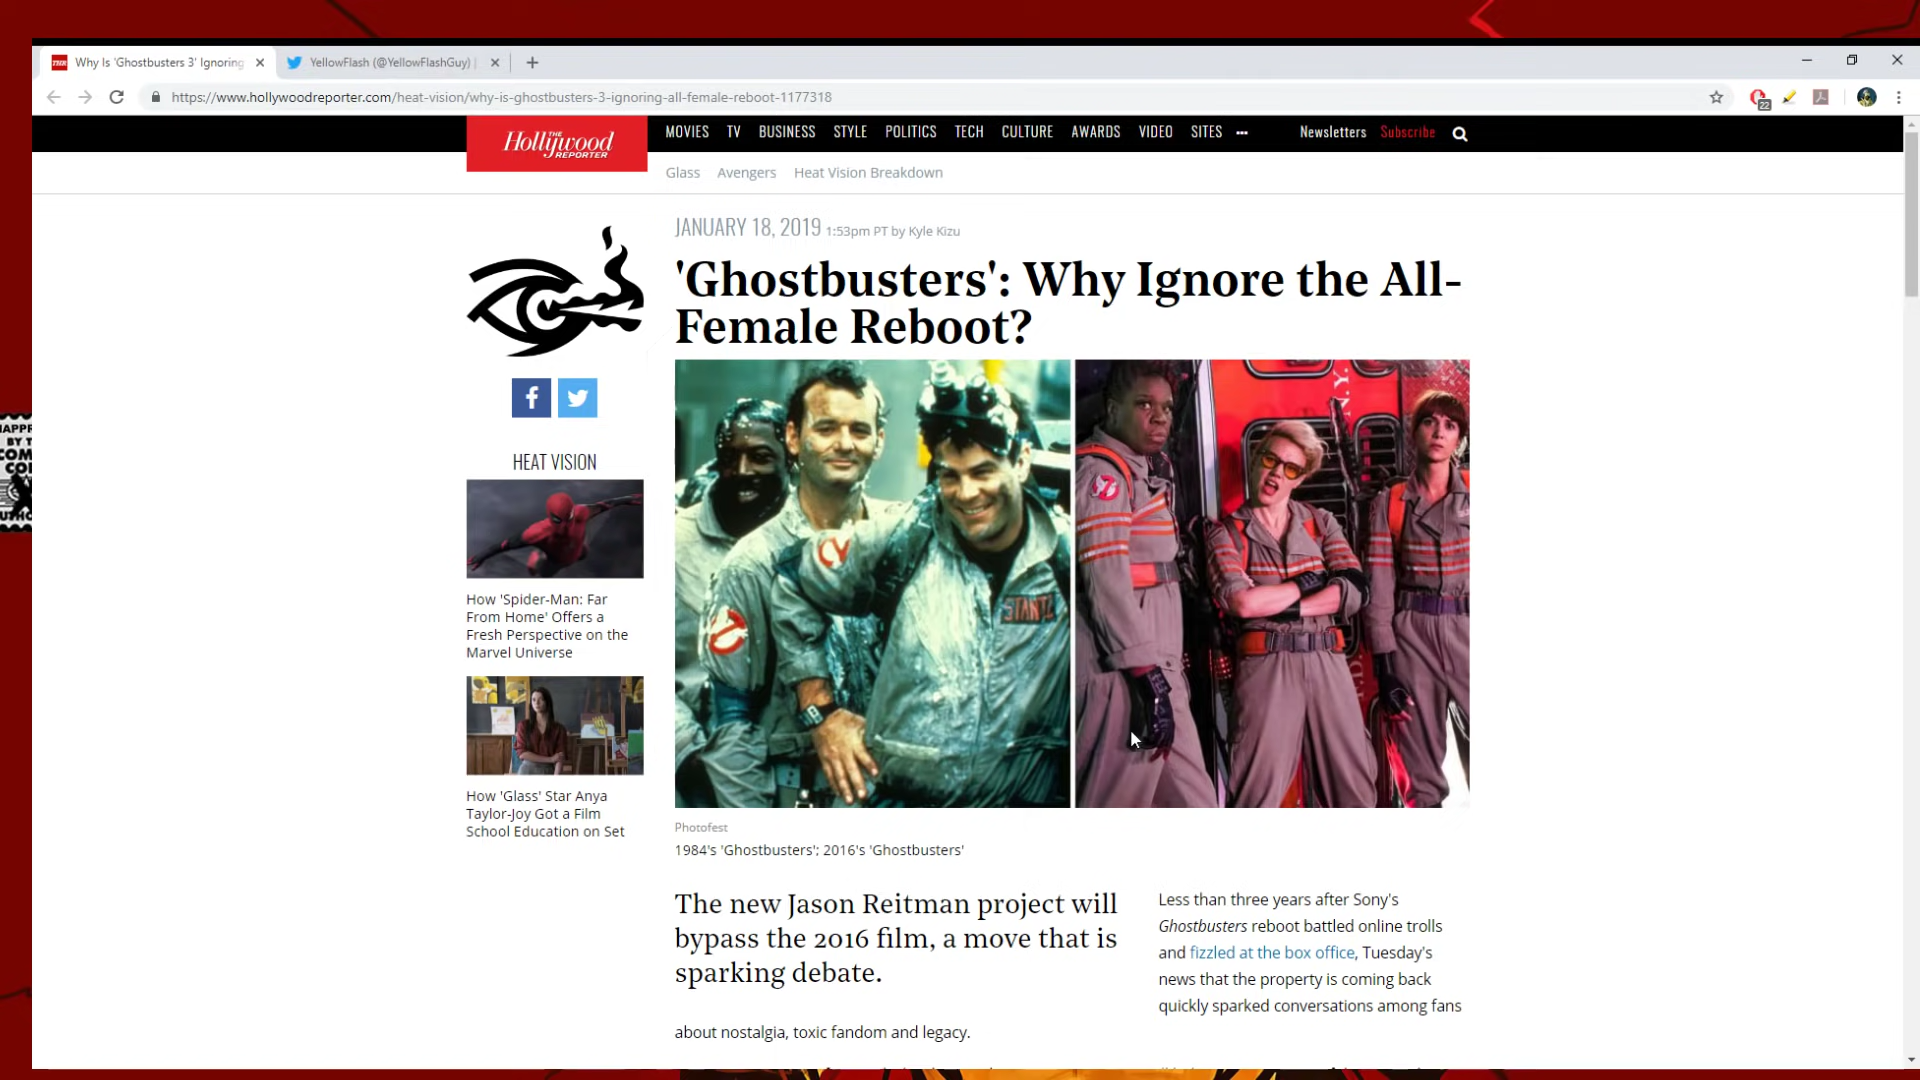 Why Is 'Ghostbusters 3' Ignoring
YellowFlash (@YellowFlashGuy) |
https://www.hollywoodreporter.com/heat-vision/why-is-ghostbusters-3-ignoring-all-female-reboot-1177318
22
THE Hollywood REPORTER
MOVIES TV BUSINESS STYLE POLITICS TECH CULTURE AWARDS VIDEO SITES ••• Newsletters Subscribe
Glass Avengers Heat Vision Breakdown
JANUARY 18, 2019 1:53pm PT by Kyle Kizu
'Ghostbusters': Why Ignore the All-
Female Reboot?
HEAT VISION
How 'Spider-Man: Far
From Home' Offers a
Fresh Perspective on the
Marvel Universe
How 'Glass' Star Anya
Taylor-Joy Got a Film
School Education on Set
N.Y.
STANTZ
Photofest
1984's 'Ghostbusters'; 2016's 'Ghostbusters'
The new Jason Reitman project will
bypass the 2016 film, a move that is
sparking debate.
Less than three years after Sony's
Ghostbusters reboot battled online trolls
and fizzled at the box office, Tuesday's
news that the property is coming back
quickly sparked conversations among fans
about nostalgia, toxic fandom and legacy.